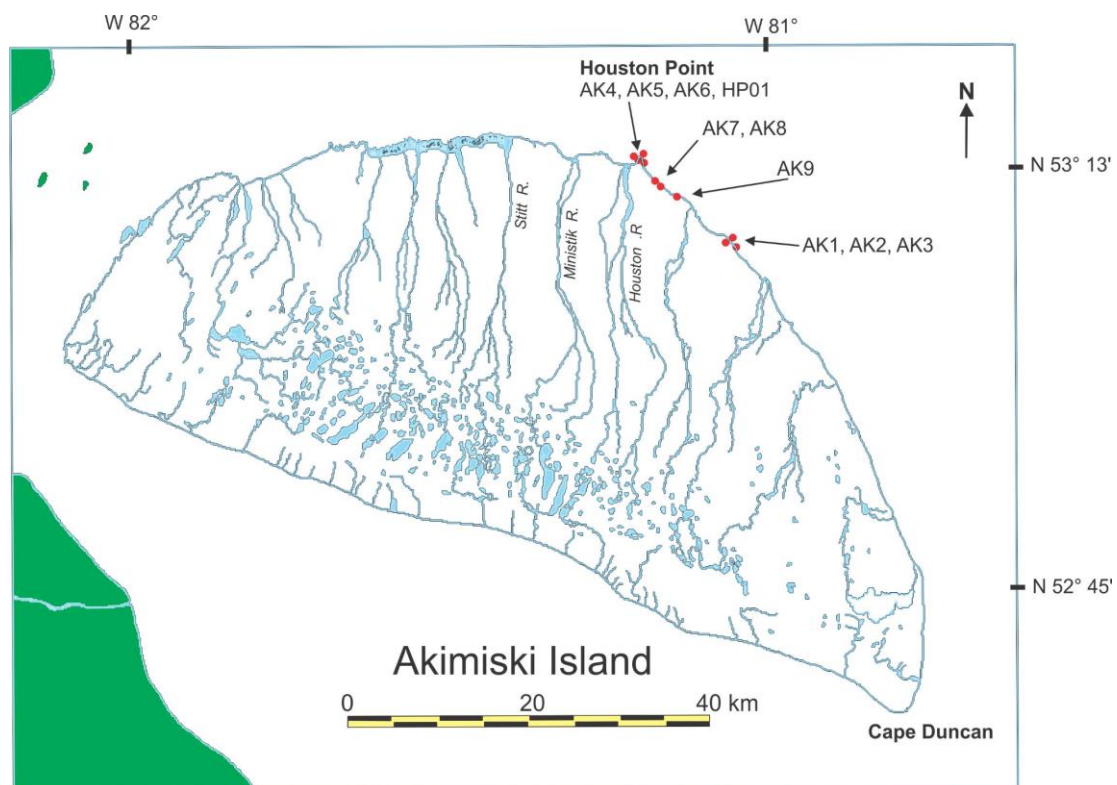 W 82°
W 81°
Houston Point
AK4, AK5, AK6, HP01
N
AK7, AK8
N 53° 13'
AK9
Stitt R.
Ministik R.
Houston .R
AK1, AK2, AK3
N 52° 45'
Akimiski Island
0 20 40 km
Cape Duncan